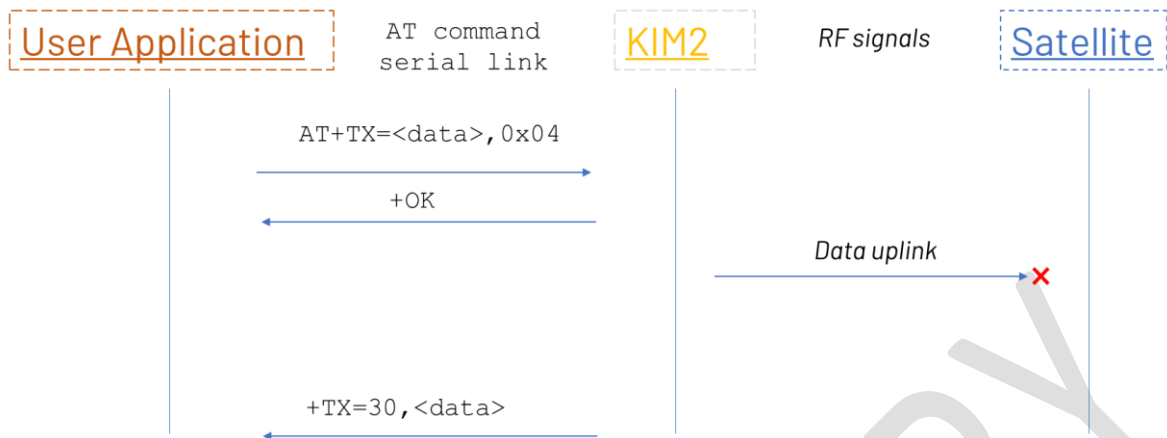 User Application
AT command
serial link
KIM2
RF signals
Satellite
AT+TX=<data>,0x04
+OK
Data uplink
+TX=30,<data>